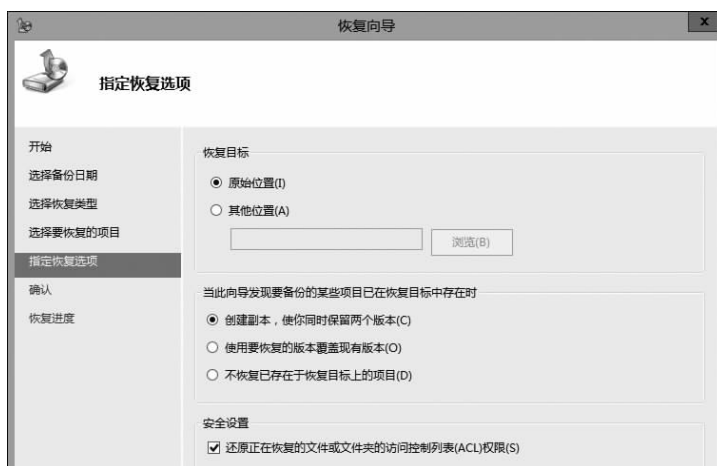 恢复向导
指定恢复选项
开始
选择备份日期
选择恢复类型
选择要恢复的项目
指定恢复选项
确认
恢复进度
恢复目标
原始位置(I)
其他位置(A)
浏览(B)
当此向导发现要备份的某些项目已在恢复目标中存在时
创建副本，使你同时保留两个版本(C)
使用要恢复的版本覆盖现有版本(O)
不恢复已存在于恢复目标上的项目(D)
安全设置
还原正在恢复的文件或文件夹的访问控制列表(ACL)权限(S)